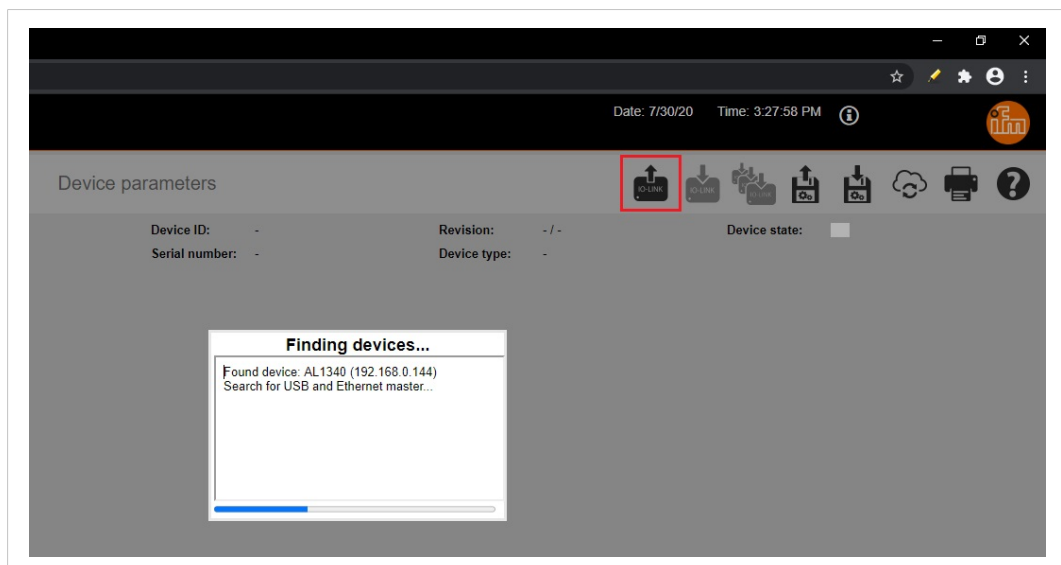 Date: 7/30/20 Time: 3:27:58 PM
ifm
Device parameters
IO-LINK IO-LINK IO-LINK
Device ID: - Revision: - / - Device state:
Serial number: - Device type: -
Finding devices...
Found device: AL1340 (192.168.0.144)
Search for USB and Ethernet master...